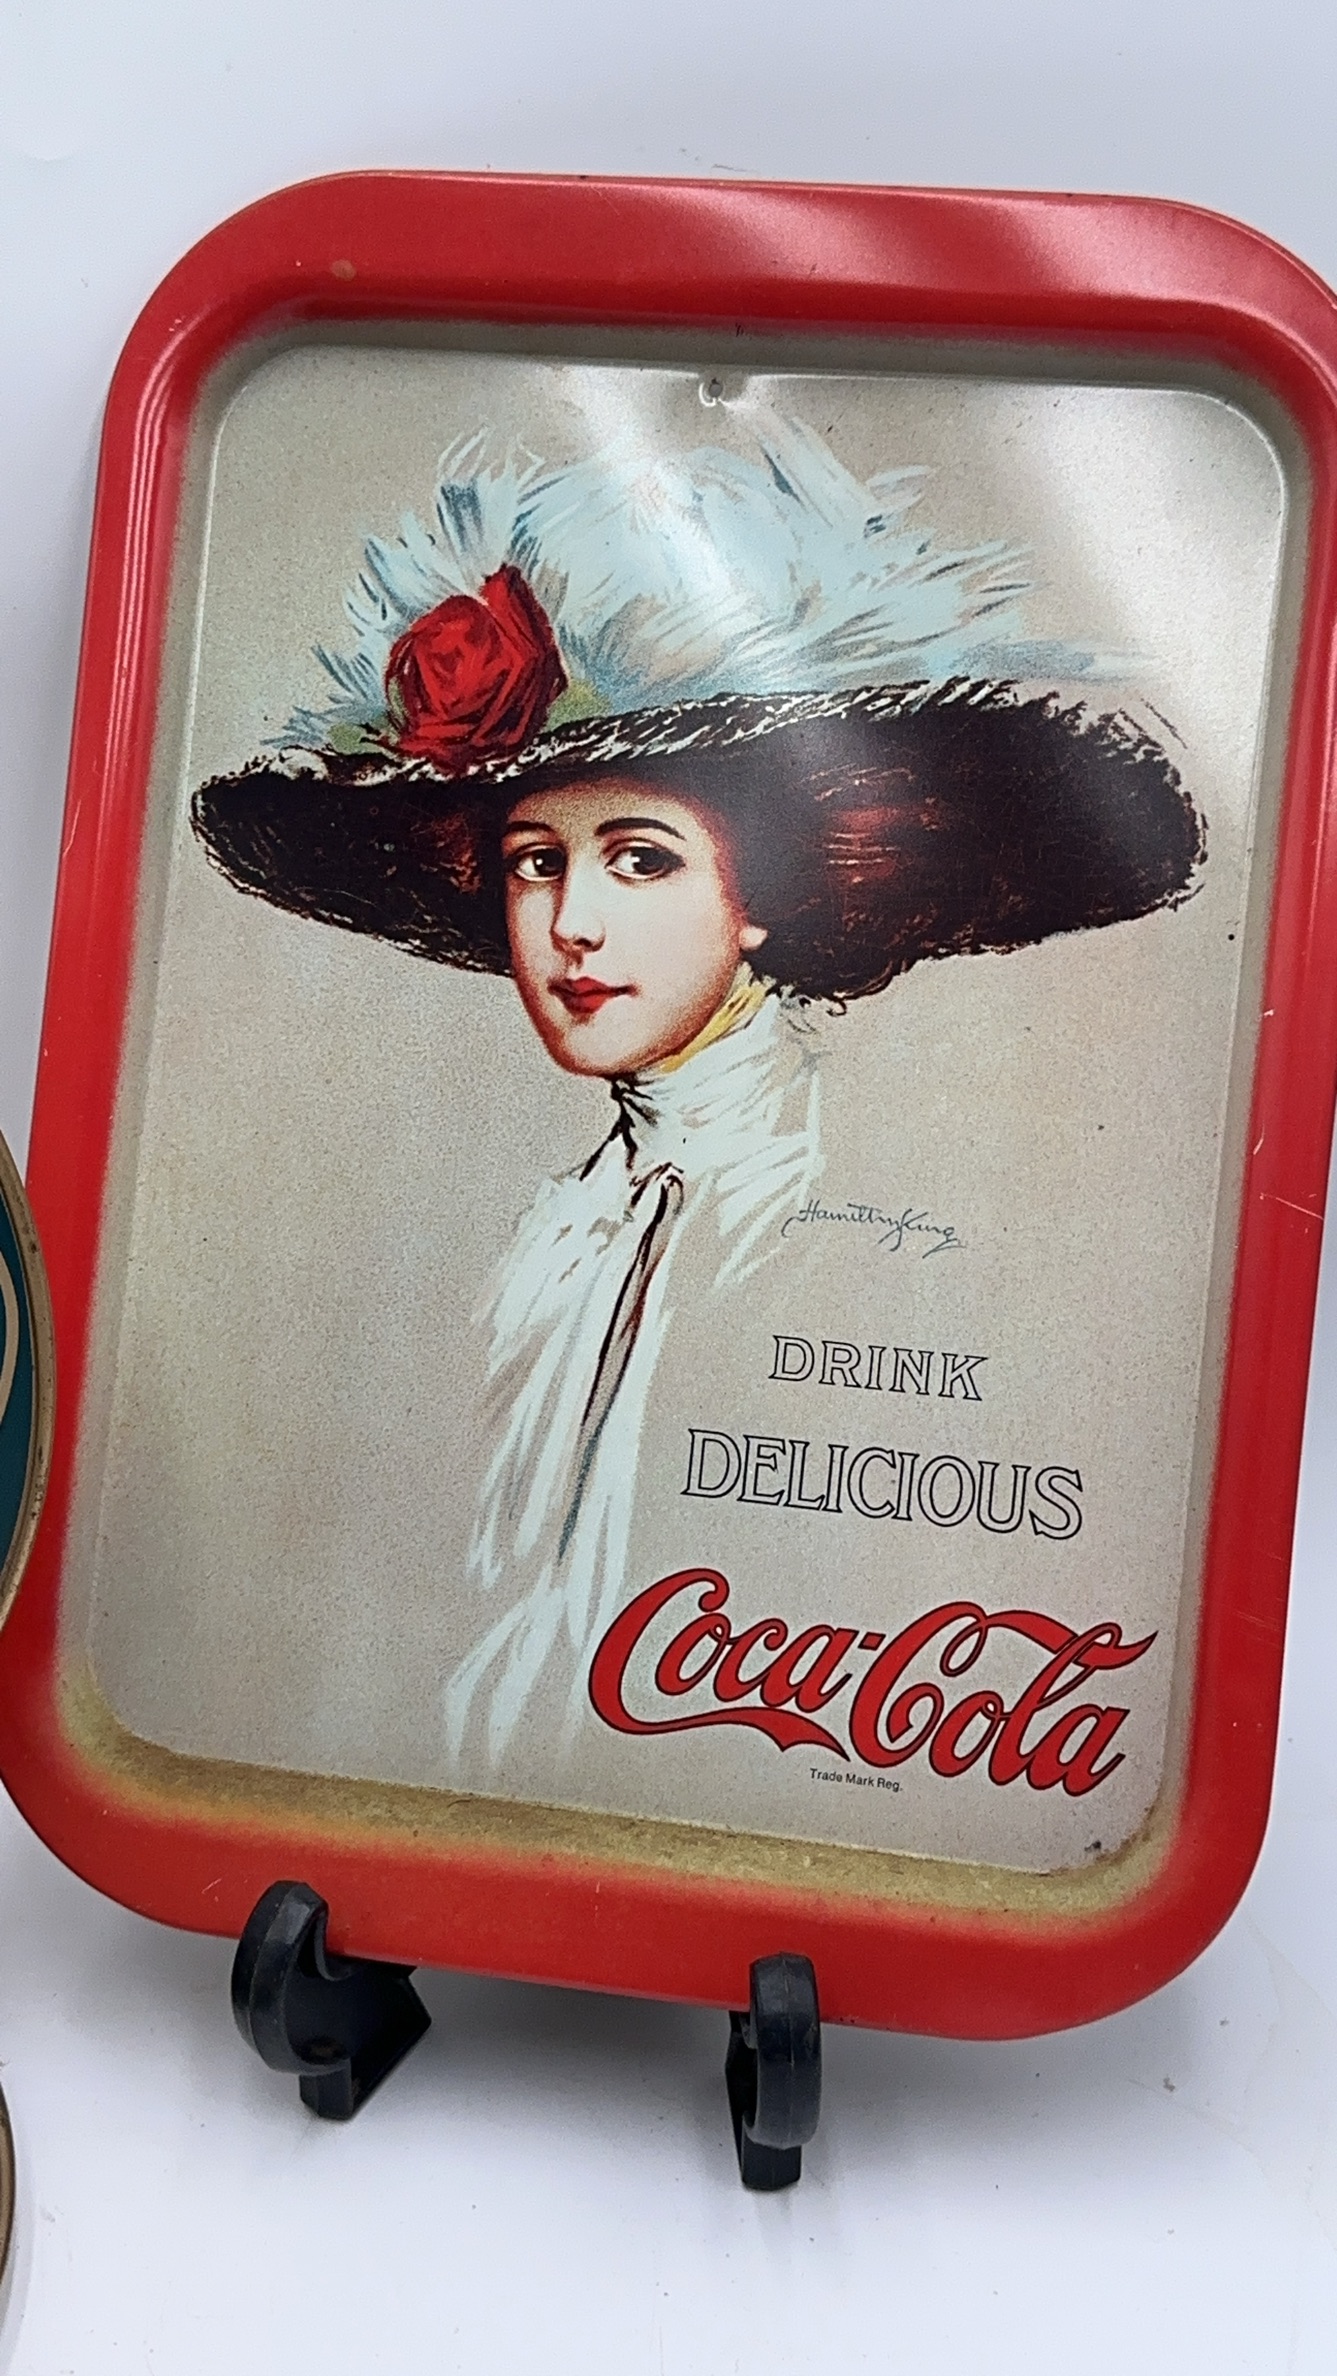 Hamilton King
DRINK
DELICIOUS
Coca-Cola
Trade Mark Reg.